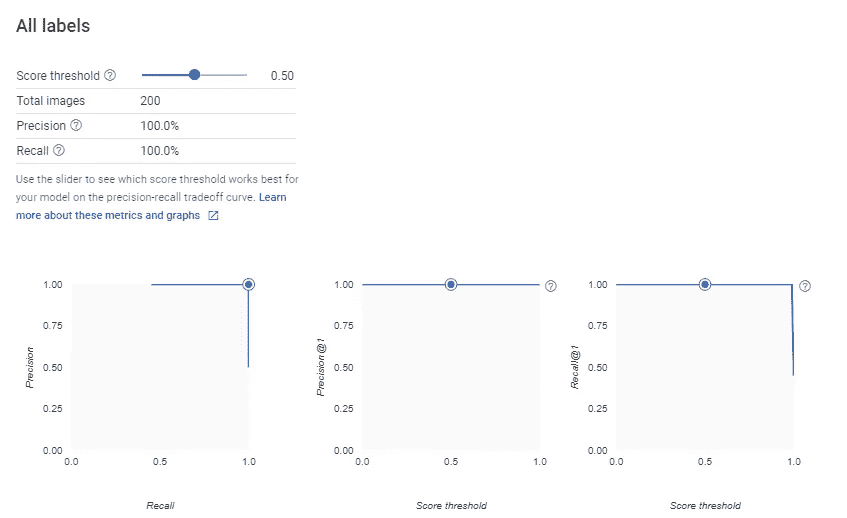 All labels
Score threshold ? 0.50
Total images 200
Precision ? 100.0%
Recall ? 100.0%
Use the slider to see which score threshold works best for
your model on the precision-recall tradeoff curve. Learn
more about these metrics and graphs
1.00
0.75
0.50
0.25
0.00
Precision
0.0 0.5 1.0
Recall
1.00
0.75
0.50
0.25
0.00
Precision@1
0.0 0.5 1.0
Score threshold
?
1.00
0.75
0.50
0.25
0.00
Recall@1
0.0 0.5 1.0
Score threshold
?